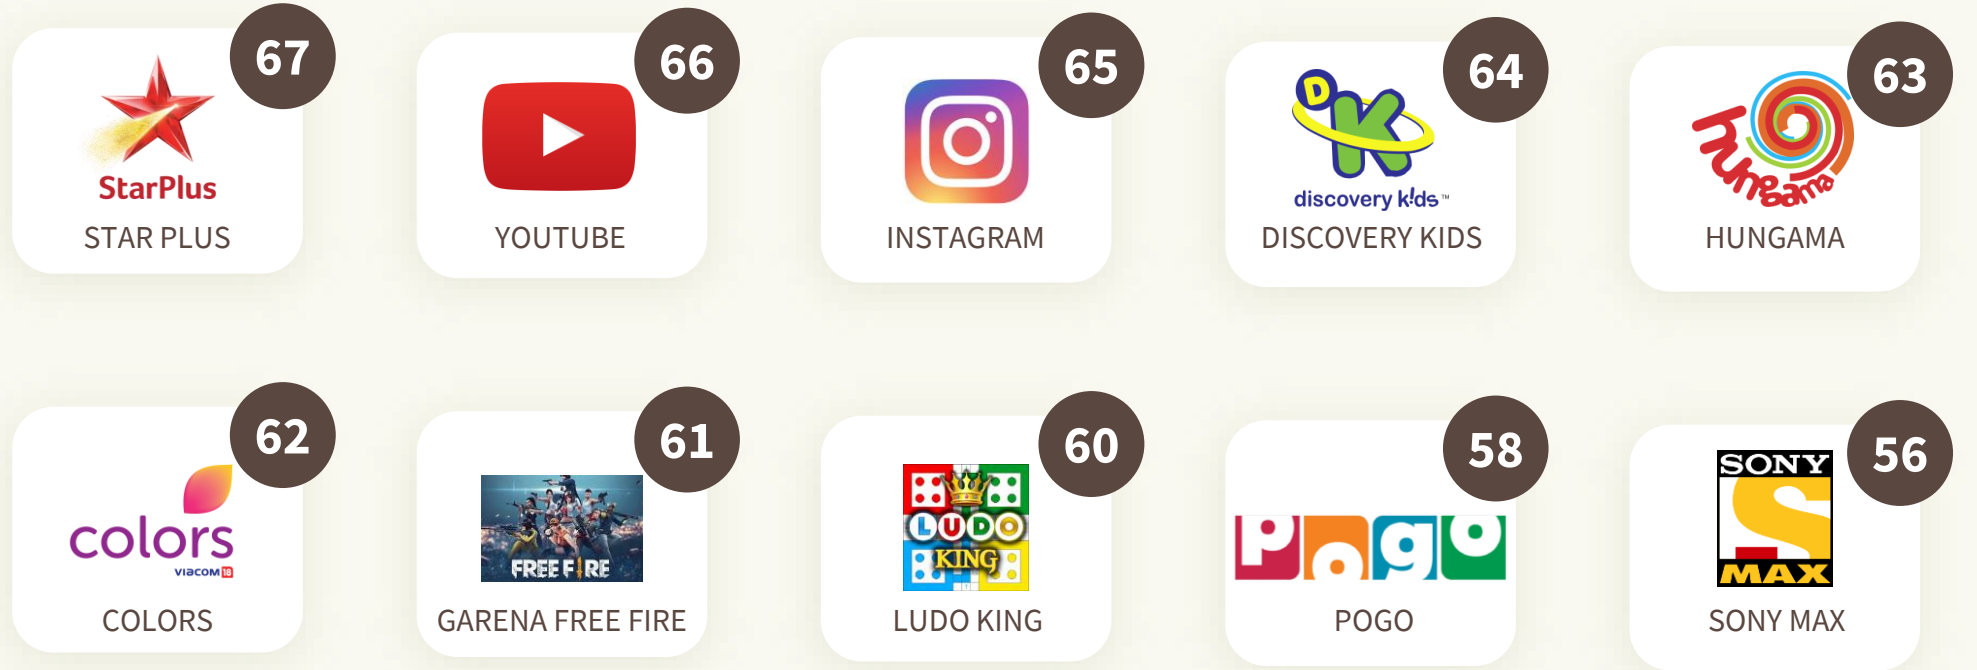 67
StarPlus
STAR PLUS
66
YOUTUBE
65
INSTAGRAM
64
D
K
discovery k!ds™
DISCOVERY KIDS
63
hungama
HUNGAMA
62
colors
VIACOM18
COLORS
61
FREE FIRE
GARENA FREE FIRE
60
LUDO
KING
LUDO KING
58
POGO
POGO
56
SONY
S
MAX
SONY MAX